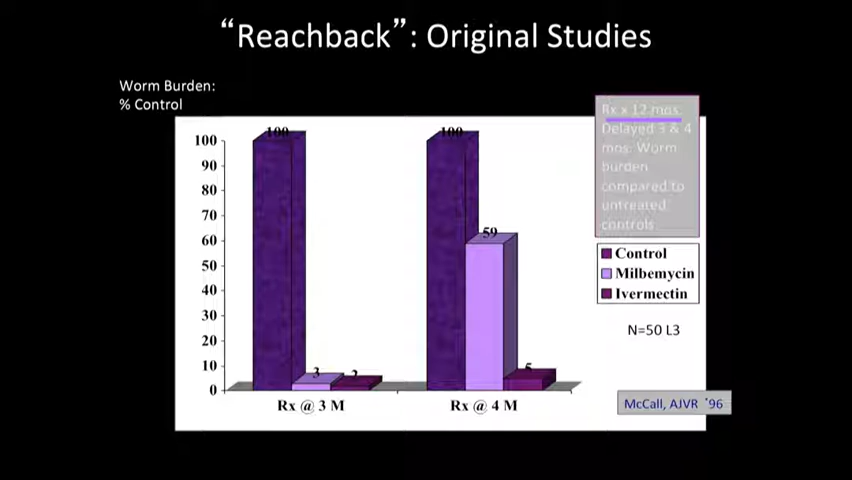 “Reachback”: Original Studies
Worm Burden:
% Control
Rx x 12 mos.
Delayed 3 & 4
mos: Worm
burden
compared to
untreated
controls.
100
90
80
70
60
50
40
30
20
10
0
100
3
2
100
59
5
Rx @ 3 M
Rx @ 4 M
Control
Milbemycin
Ivermectin
N=50 L3
McCall, AJVR ’96